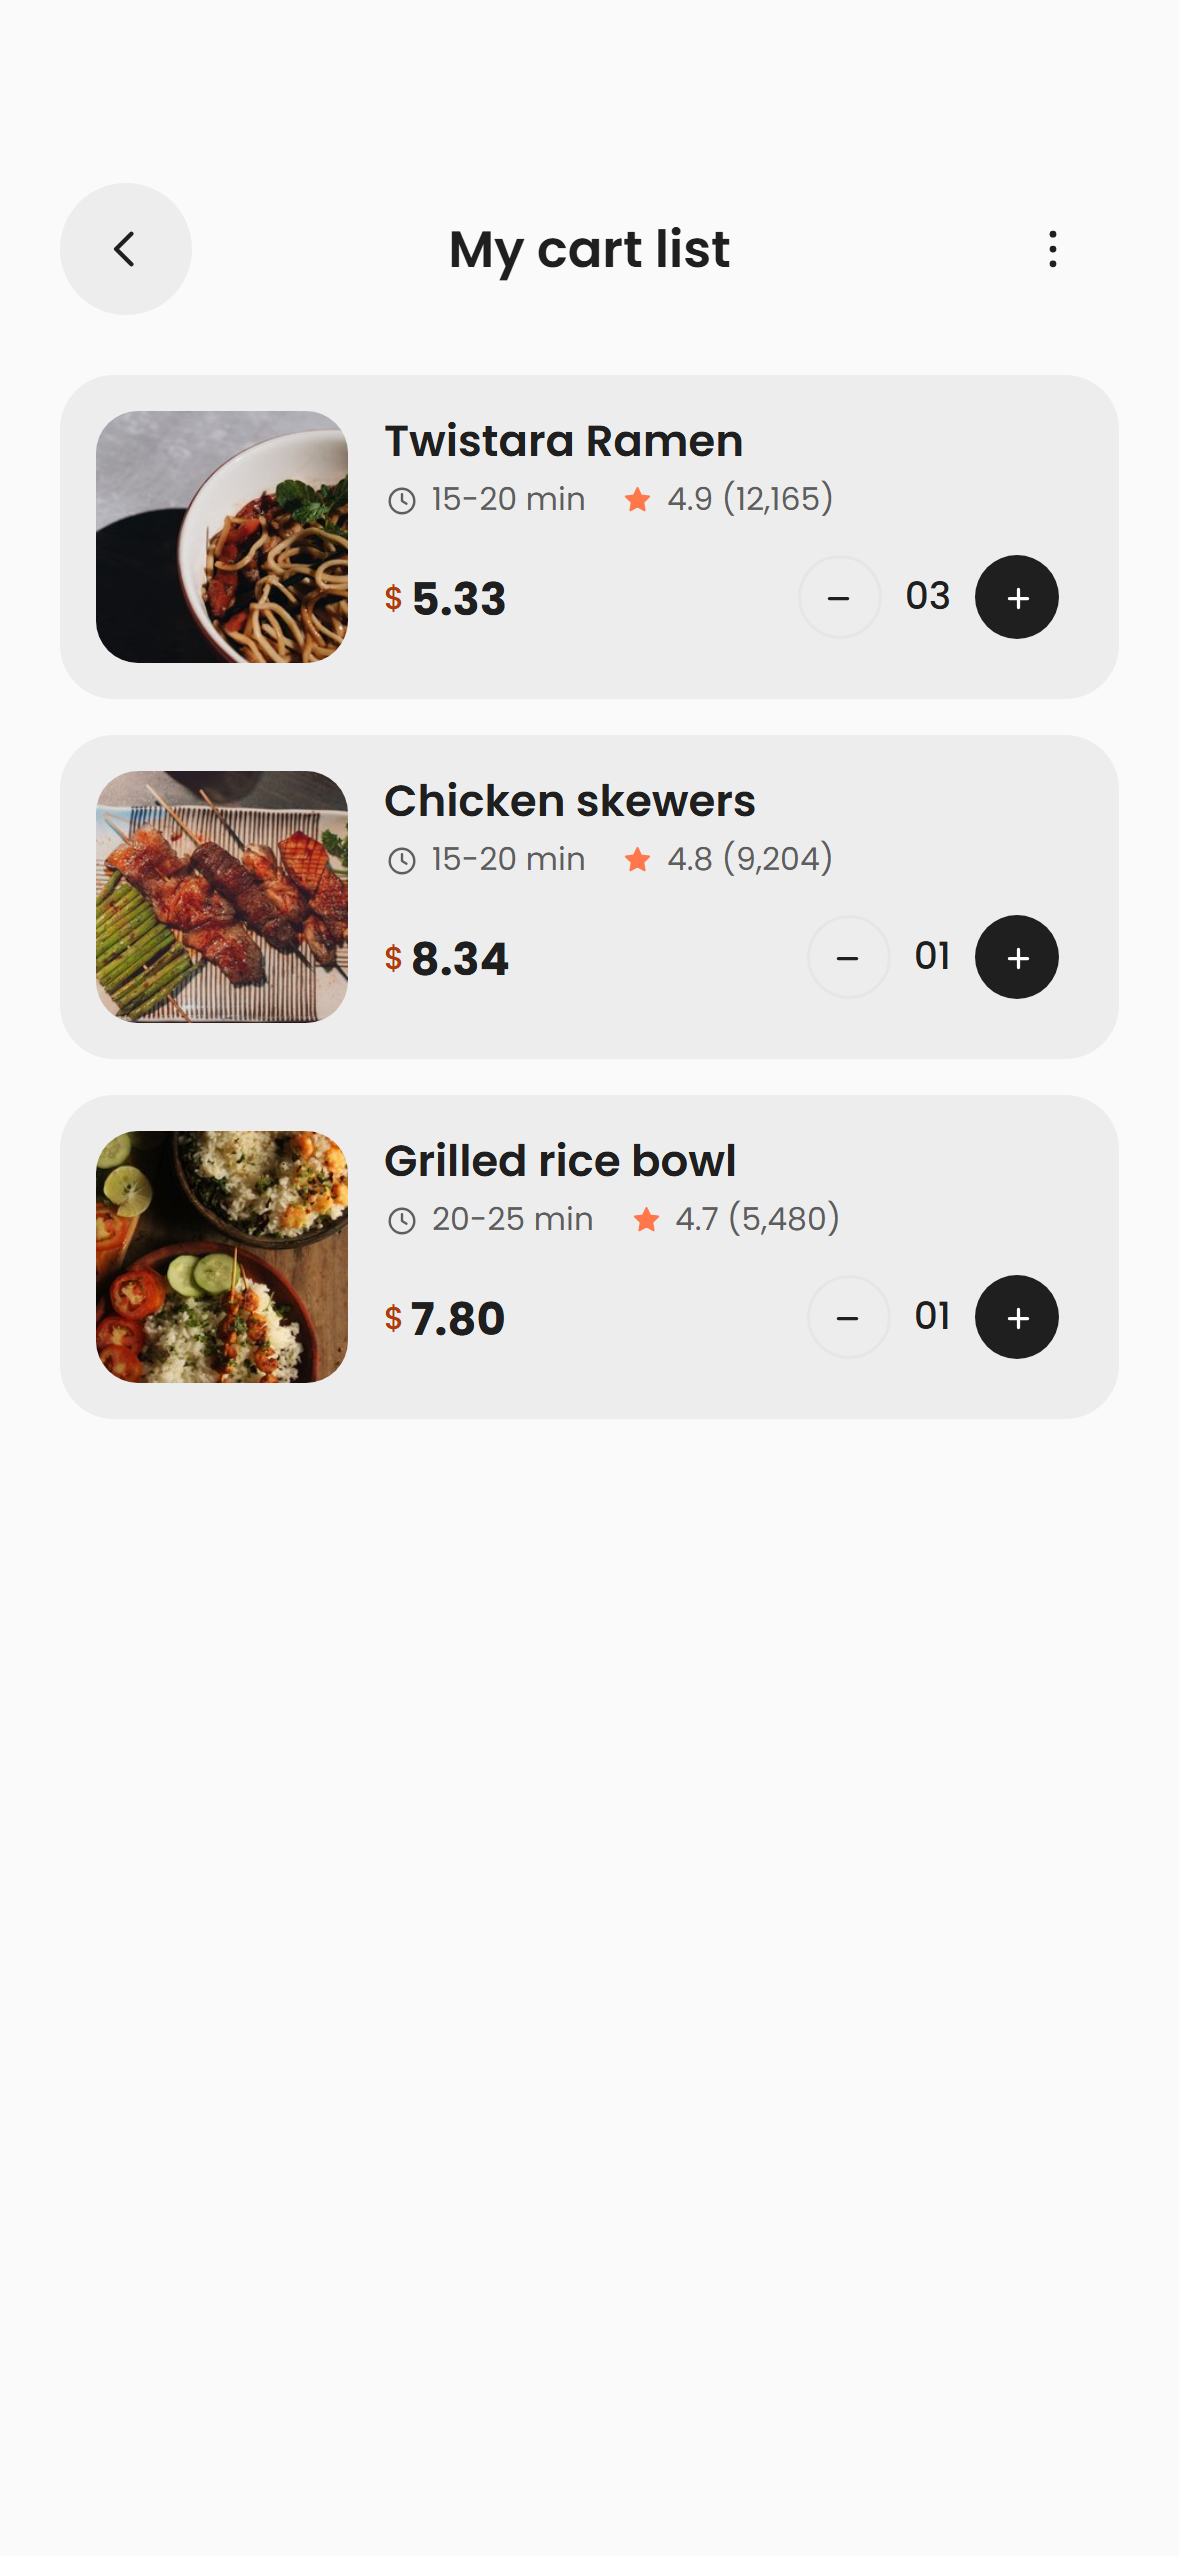 My cart list
Twistara Ramen
15-20 min 4.9 (12,165)
$ 5.33 03
Chicken skewers
15-20 min 4.8 (9,204)
$ 8.34 01
Grilled rice bowl
20-25 min 4.7 (5,480)
$ 7.80 01